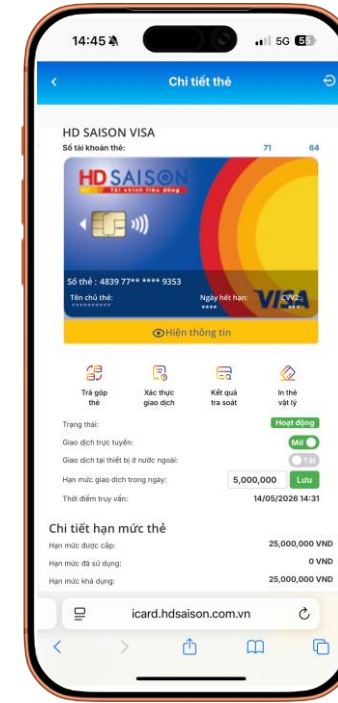 14:45
5G 55
Chi tiết thẻ
HD SAISON VISA
Số tài khoản thẻ: 71 64
HD SAISON
Tài chính tiêu dùng
Số thẻ : 4839 77** **** 9353
Tên chủ thẻ: Ngày hết hạn: CVV2:
********** **** ***
VISA
Hiện thông tin
Trả góp thẻ
Xác thực giao dịch
Kết quả tra soát
In thẻ vật lý
Trạng thái: Hoạt động
Giao dịch trực tuyến: Mở
Giao dịch tại thiết bị ở nước ngoài: Tắt
Hạn mức giao dịch trong ngày: 5,000,000 Lưu
Thời điểm truy vấn: 14/05/2026 14:31
Chi tiết hạn mức thẻ
Hạn mức được cấp: 25,000,000 VND
Hạn mức đã sử dụng: 0 VND
Hạn mức khả dụng: 25,000,000 VND
icard.hdsaison.com.vn